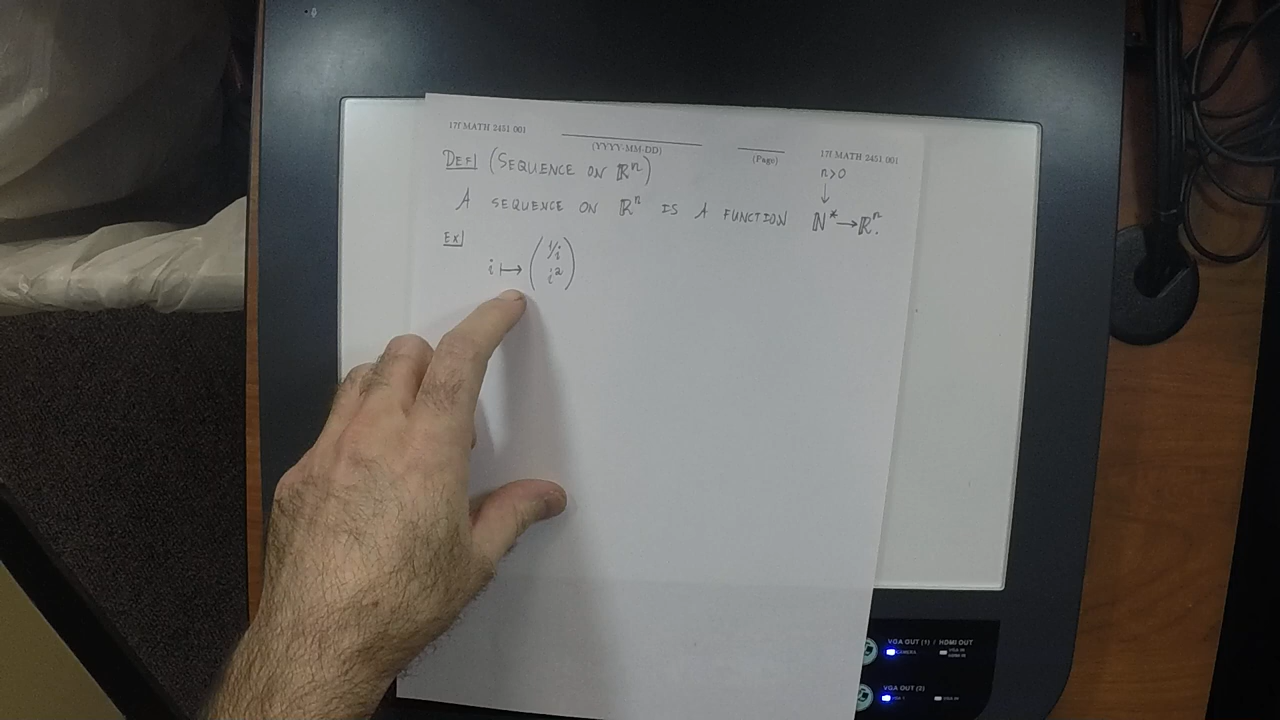 17f MATH 2451 001
(YYYY-MM-DD)
(Page)
17f MATH 2451 001
DEF (SEQUENCE ON ℝⁿ)
n>0
↓
A SEQUENCE ON ℝⁿ IS A FUNCTION ℕ* → ℝⁿ.
EX
i ↦ (1/i
i²)
VGA OUT (1) / HDMI OUT
CAMERA
VGA OUT (2)